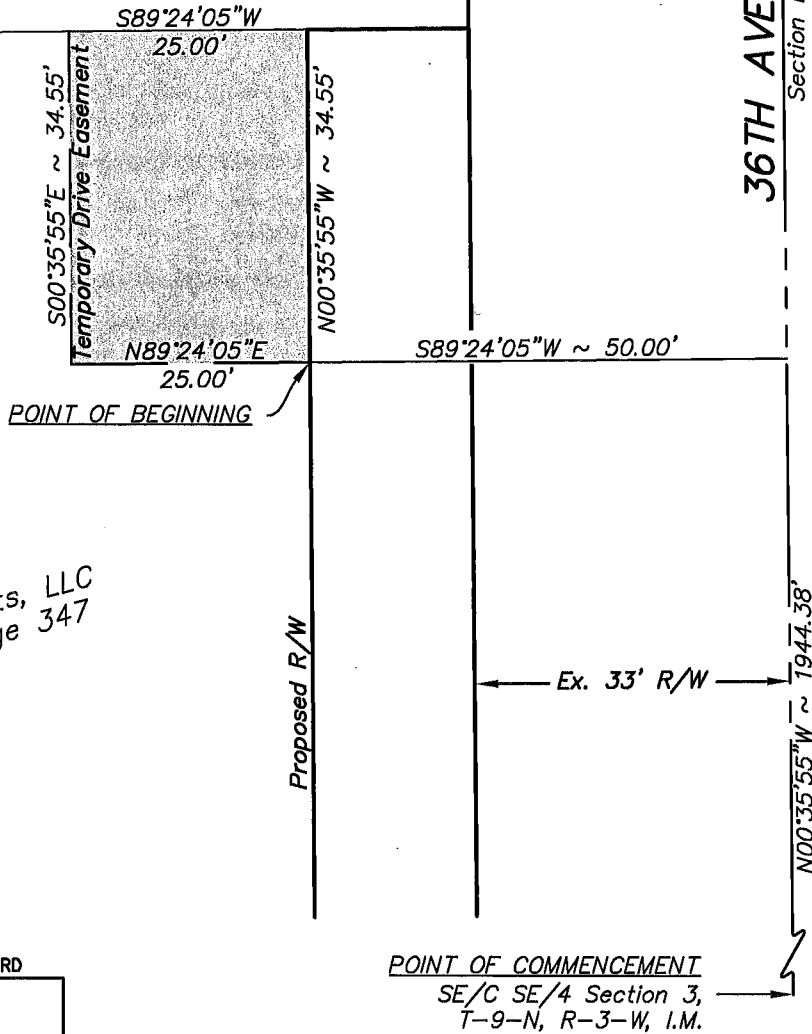 S89°24'05"W
25.00'
S00°35'55"E ~ 34.55'
Temporary Drive Easement
N00°35'55"W ~ 34.55'
36TH AVE
Section
N89°24'05"E
25.00'
S89°24'05"W ~ 50.00'
POINT OF BEGINNING
LLC
347
Proposed R/W
Ex. 33' R/W
N00°35'55"W ~ 1944.38'
RD
POINT OF COMMENCEMENT
SE/C SE/4 Section 3,
T-9-N, R-3-W, I.M.